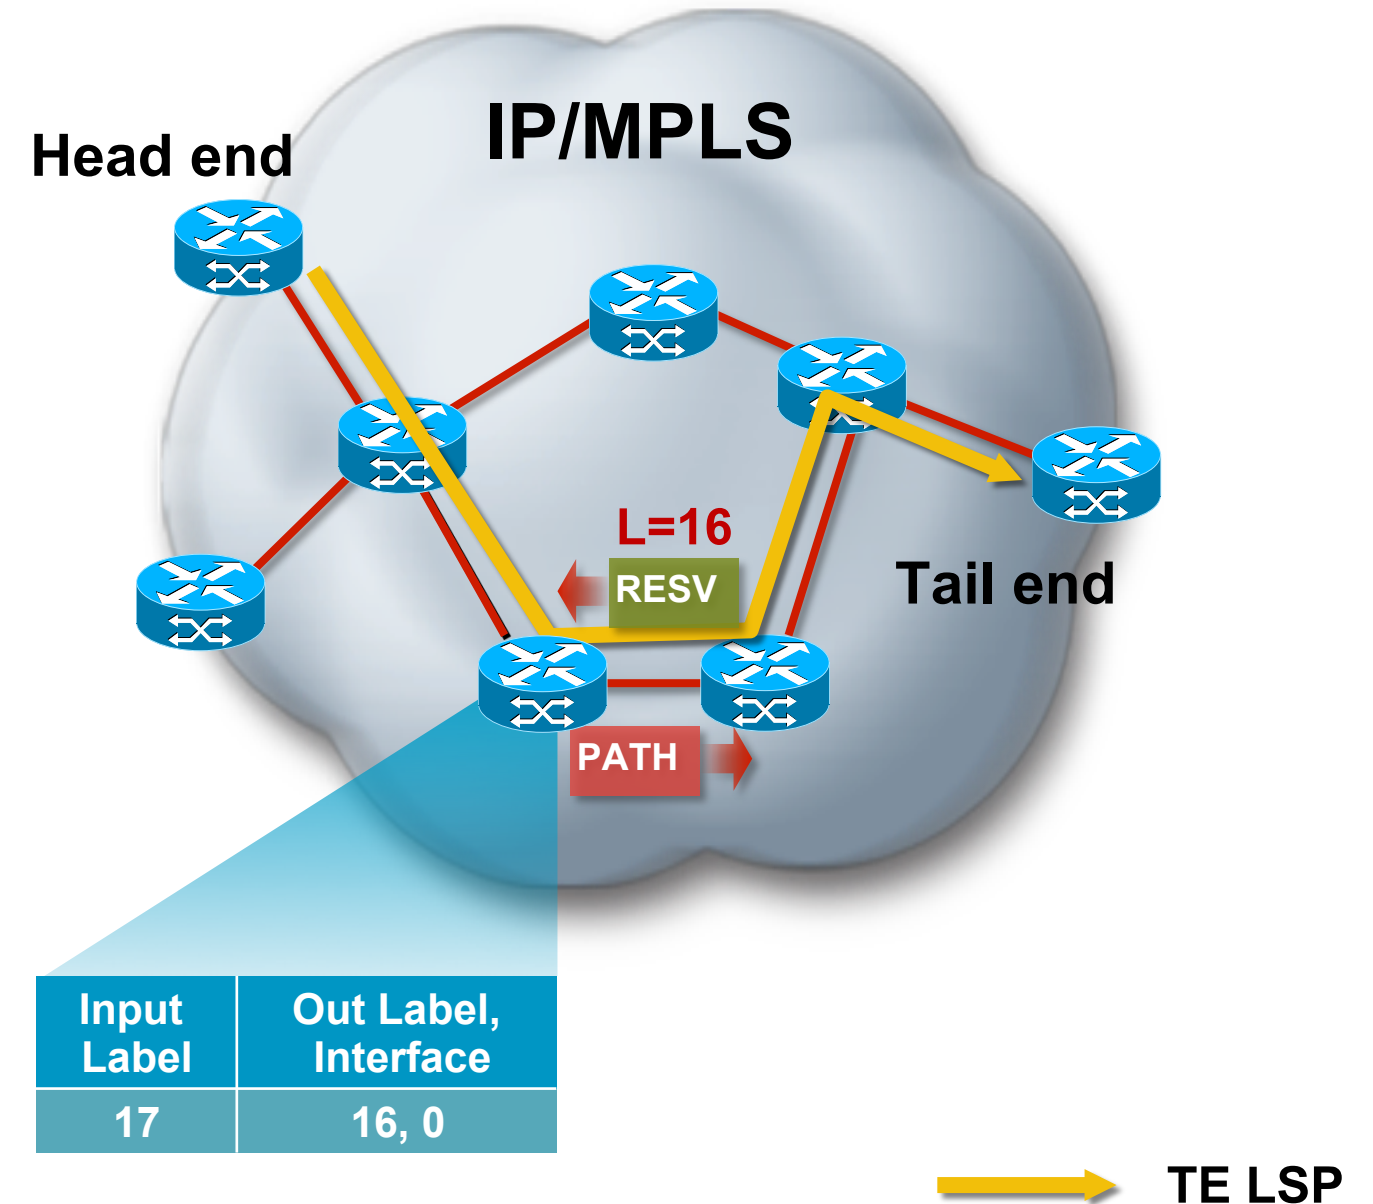 IP/MPLS
Head end
L=16
RESV
Tail end
PATH
Input
Label
Out Label,
Interface
17
16, 0
TE LSP